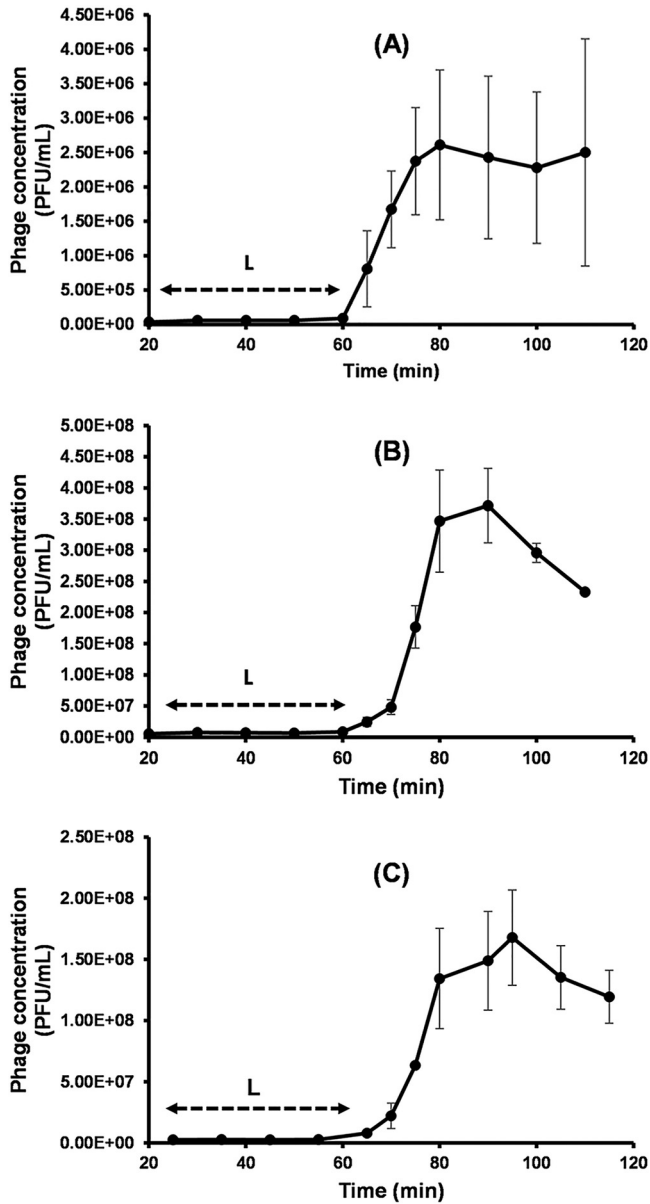 (A)
Phage concentration
(PFU/mL)
4.50E+06
4.00E+06
3.50E+06
3.00E+06
2.50E+06
2.00E+06
1.50E+06
1.00E+06
5.00E+05
0.00E+00
L
20 40 60 80 100 120
Time (min)
(B)
Phage concentration
(PFU/mL)
5.00E+08
4.50E+08
4.00E+08
3.50E+08
3.00E+08
2.50E+08
2.00E+08
1.50E+08
1.00E+08
5.00E+07
0.00E+00
L
20 40 60 80 100 120
Time (min)
(C)
Phage concentration
(PFU/mL)
2.50E+08
2.00E+08
1.50E+08
1.00E+08
5.00E+07
0.00E+00
L
20 40 60 80 100 120
Time (min)